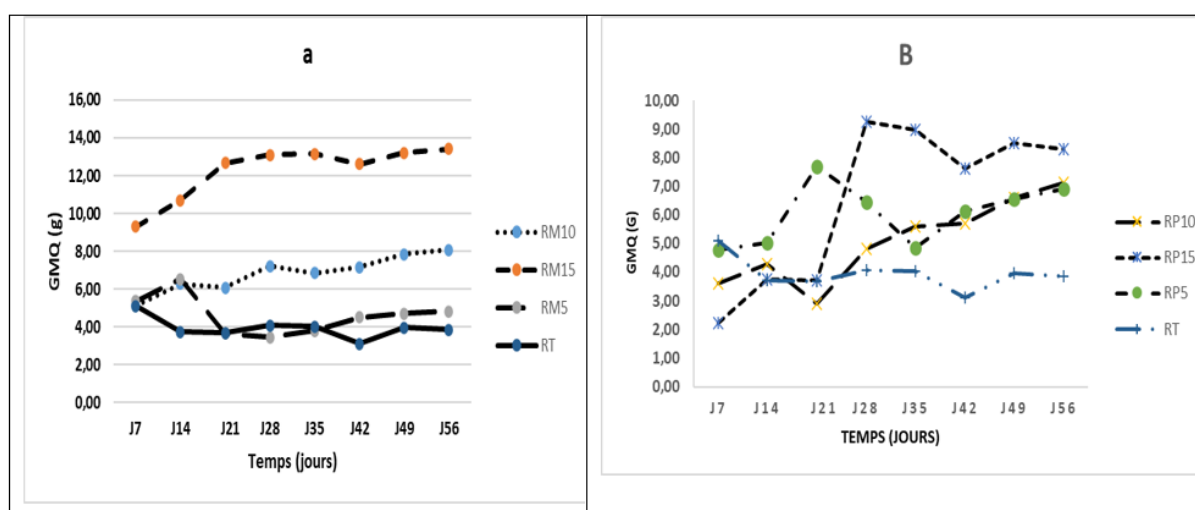 a
16,00
14,00
12,00
10,00
8,00
6,00
4,00
2,00
0,00
GMQ (g)
J7 J14 J21 J28 J35 J42 J49 J56
Temps (jours)
RM10
RM15
RM5
RT
B
10,00
9,00
8,00
7,00
6,00
5,00
4,00
3,00
2,00
1,00
0,00
GMQ (G)
J7 J14 J21 J28 J35 J42 J49 J56
TEMPS (JOURS)
RP10
RP15
RP5
RT